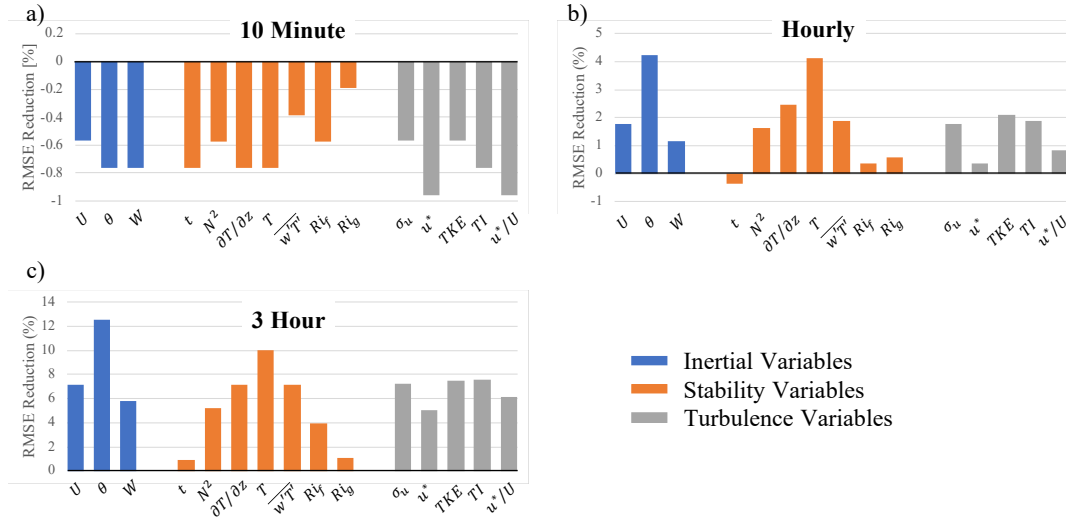 a)
10 Minute
RMSE Reduction [%]
0.2
0
-0.2
-0.4
-0.6
-0.8
-1
U θ W t N² ∂T/∂z T w'T' Ri_f Ri_g σ_u u* TKE TI u*/U
b)
Hourly
RMSE Reduction (%)
5
4
3
2
1
0
-1
U θ W t N² ∂T/∂z T w'T' Ri_f Ri_g σ_u u* TKE TI u*/U
c)
3 Hour
RMSE Reduction (%)
14
12
10
8
6
4
2
0
U θ W t N² ∂T/∂z T w'T' Ri_f Ri_g σ_u u* TKE TI u*/U
Inertial Variables
Stability Variables
Turbulence Variables